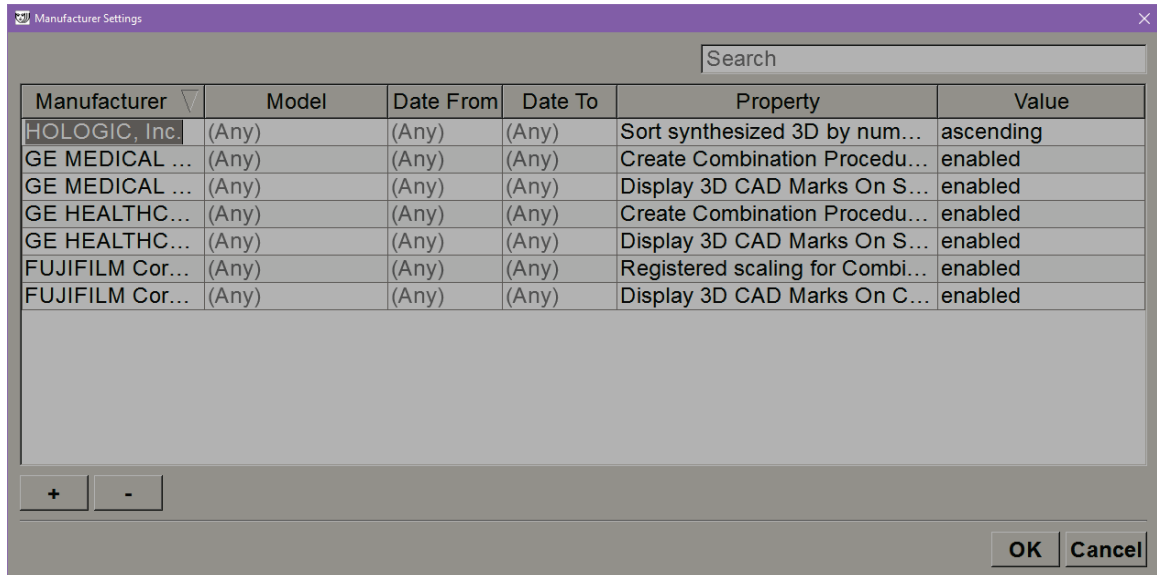 Manufacturer Settings
Search
Manufacturer Model Date From Date To Property Value
HOLOGIC, Inc. (Any) (Any) (Any) Sort synthesized 3D by num... ascending
GE MEDICAL ... (Any) (Any) (Any) Create Combination Procedu... enabled
GE MEDICAL ... (Any) (Any) (Any) Display 3D CAD Marks On S... enabled
GE HEALTHC... (Any) (Any) (Any) Create Combination Procedu... enabled
GE HEALTHC... (Any) (Any) (Any) Display 3D CAD Marks On S... enabled
FUJIFILM Cor... (Any) (Any) (Any) Registered scaling for Combi... enabled
FUJIFILM Cor... (Any) (Any) (Any) Display 3D CAD Marks On C... enabled
+ -
OK Cancel